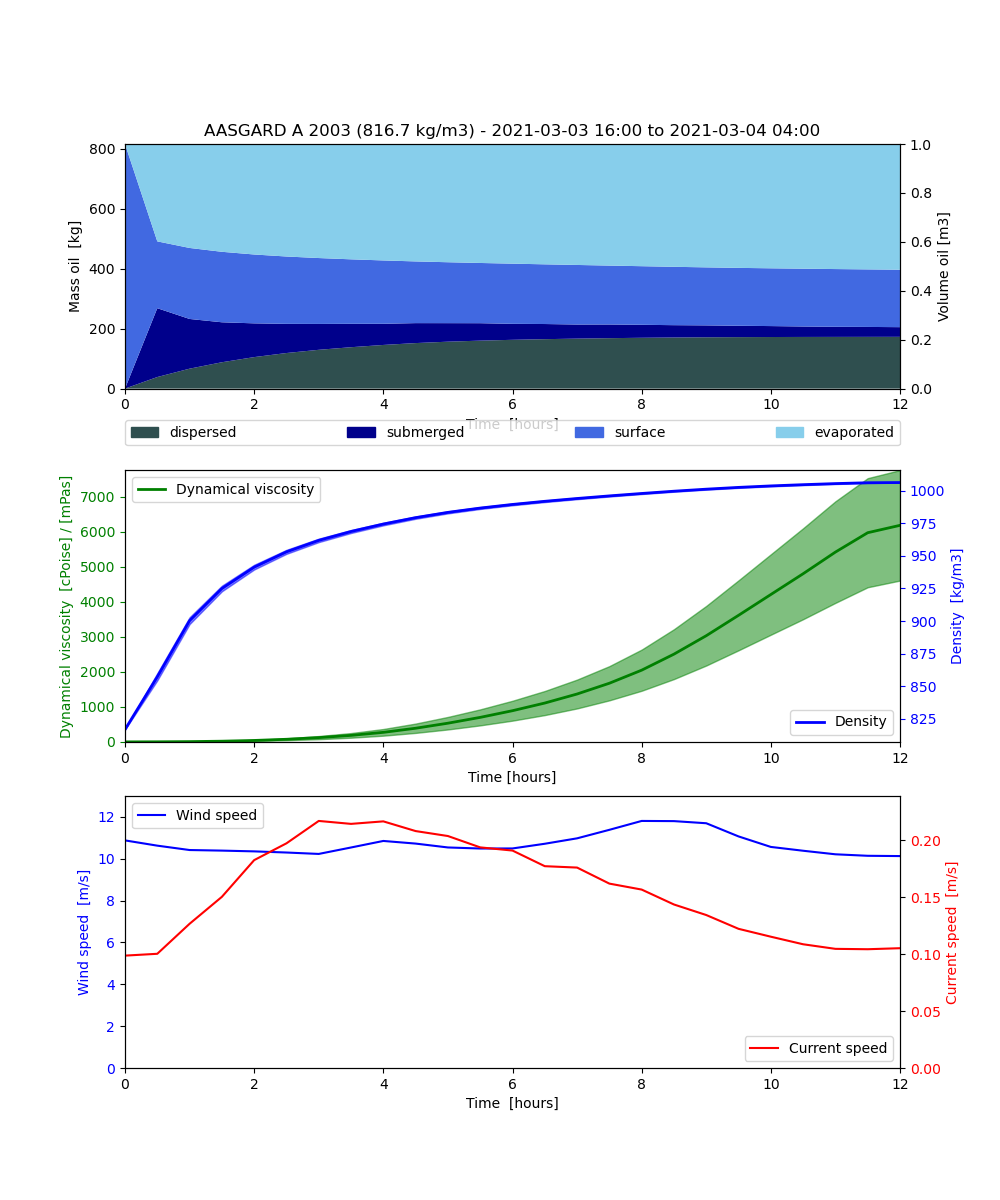 AASGARD A 2003 (816.7 kg/m3) - 2021-03-03 16:00 to 2021-03-04 04:00
Mass oil [kg]
800
600
400
200
0
1.0
0.8
0.6
0.4
0.2
0.0
Volume oil [m3]
0 2 4 6 8 10 12
Time [hours]
dispersed submerged surface evaporated
Dynamical viscosity [cPoise] / [mPas]
7000
6000
5000
4000
3000
2000
1000
0
Dynamical viscosity
1000
975
950
925
900
875
850
825
Density [kg/m3]
Density
0 2 4 6 8 10 12
Time [hours]
Wind speed [m/s]
12
10
8
6
4
2
0
Wind speed
0.20
0.15
0.10
0.05
0.00
Current speed [m/s]
Current speed
0 2 4 6 8 10 12
Time [hours]